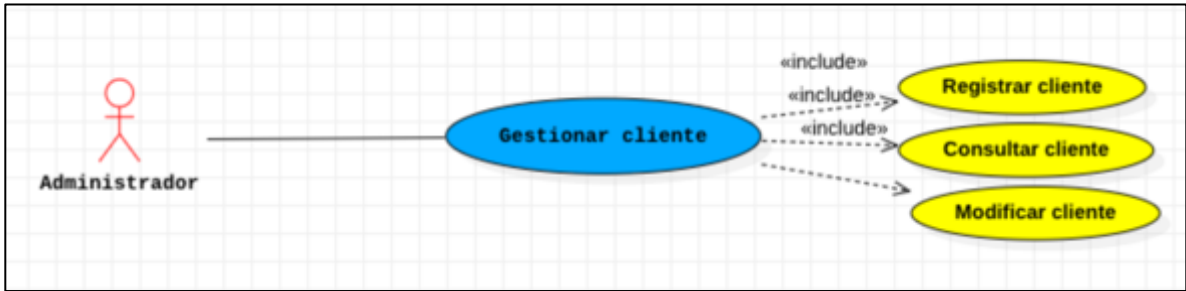 «include»
Registrar cliente
«include»
Gestionar cliente
«include»
Consultar cliente
Administrador
Modificar cliente